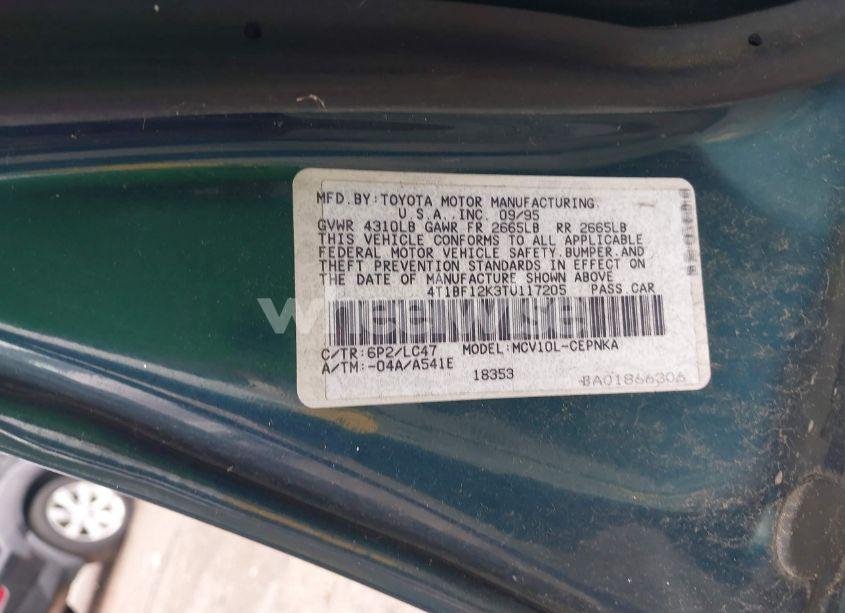 MFD.BY:TOYOTA MOTOR MANUFACTURING.
U.S.A.,INC. 09/95
GVWR 4310LB GAWR FR 2665LB RR 2665LB
THIS VEHICLE CONFORMS TO ALL APPLICABLE
FEDERAL MOTOR VEHICLE SAFETY.BUMPER.AND
THEFT PREVENTION STANDARDS IN EFFECT ON
THE DATE OF MANUFACTURE SHOWN ABOVE
4T1BF12K3TU117205 PASS.CAR
C/TR:6P2/LC47 MODEL:MCV10L-CEPNKA
A/TM:-04A/A541E
18353 BA01866306